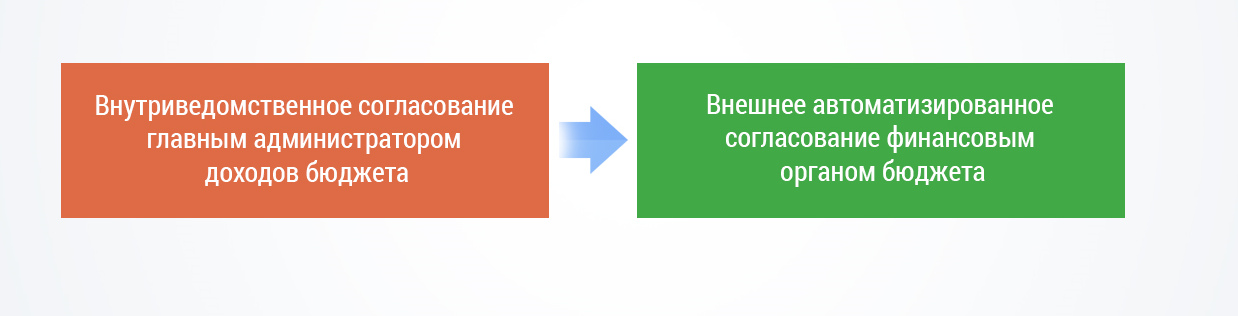 Внутриведомственное согласование
главным администратором
доходов бюджета
Внешнее автоматизированное
согласование финансовым
органом бюджета